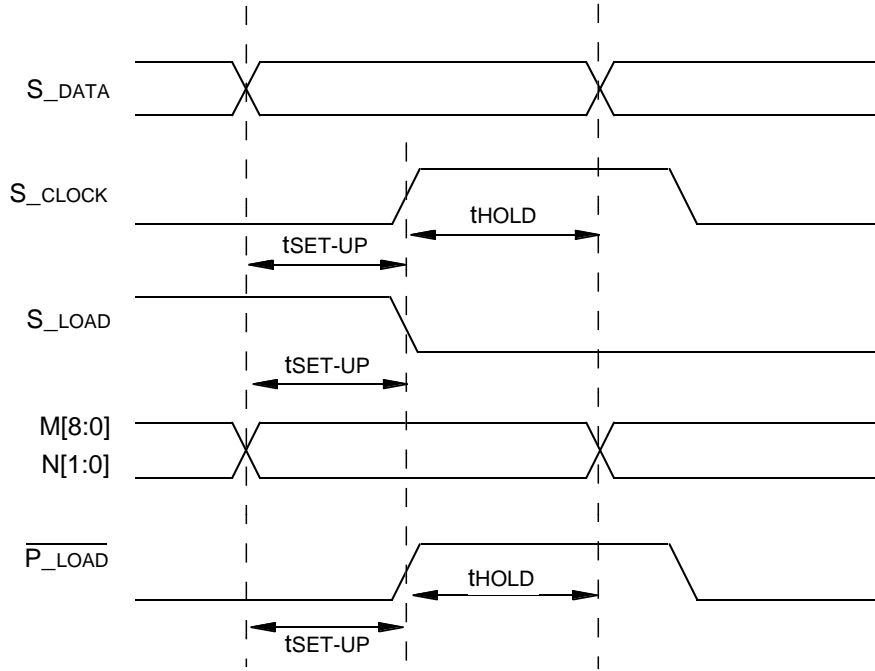 S_DATA
S_CLOCK
tHOLD
tSET-UP
S_LOAD
tSET-UP
M[8:0]
N[1:0]
P_LOAD
tHOLD
tSET-UP